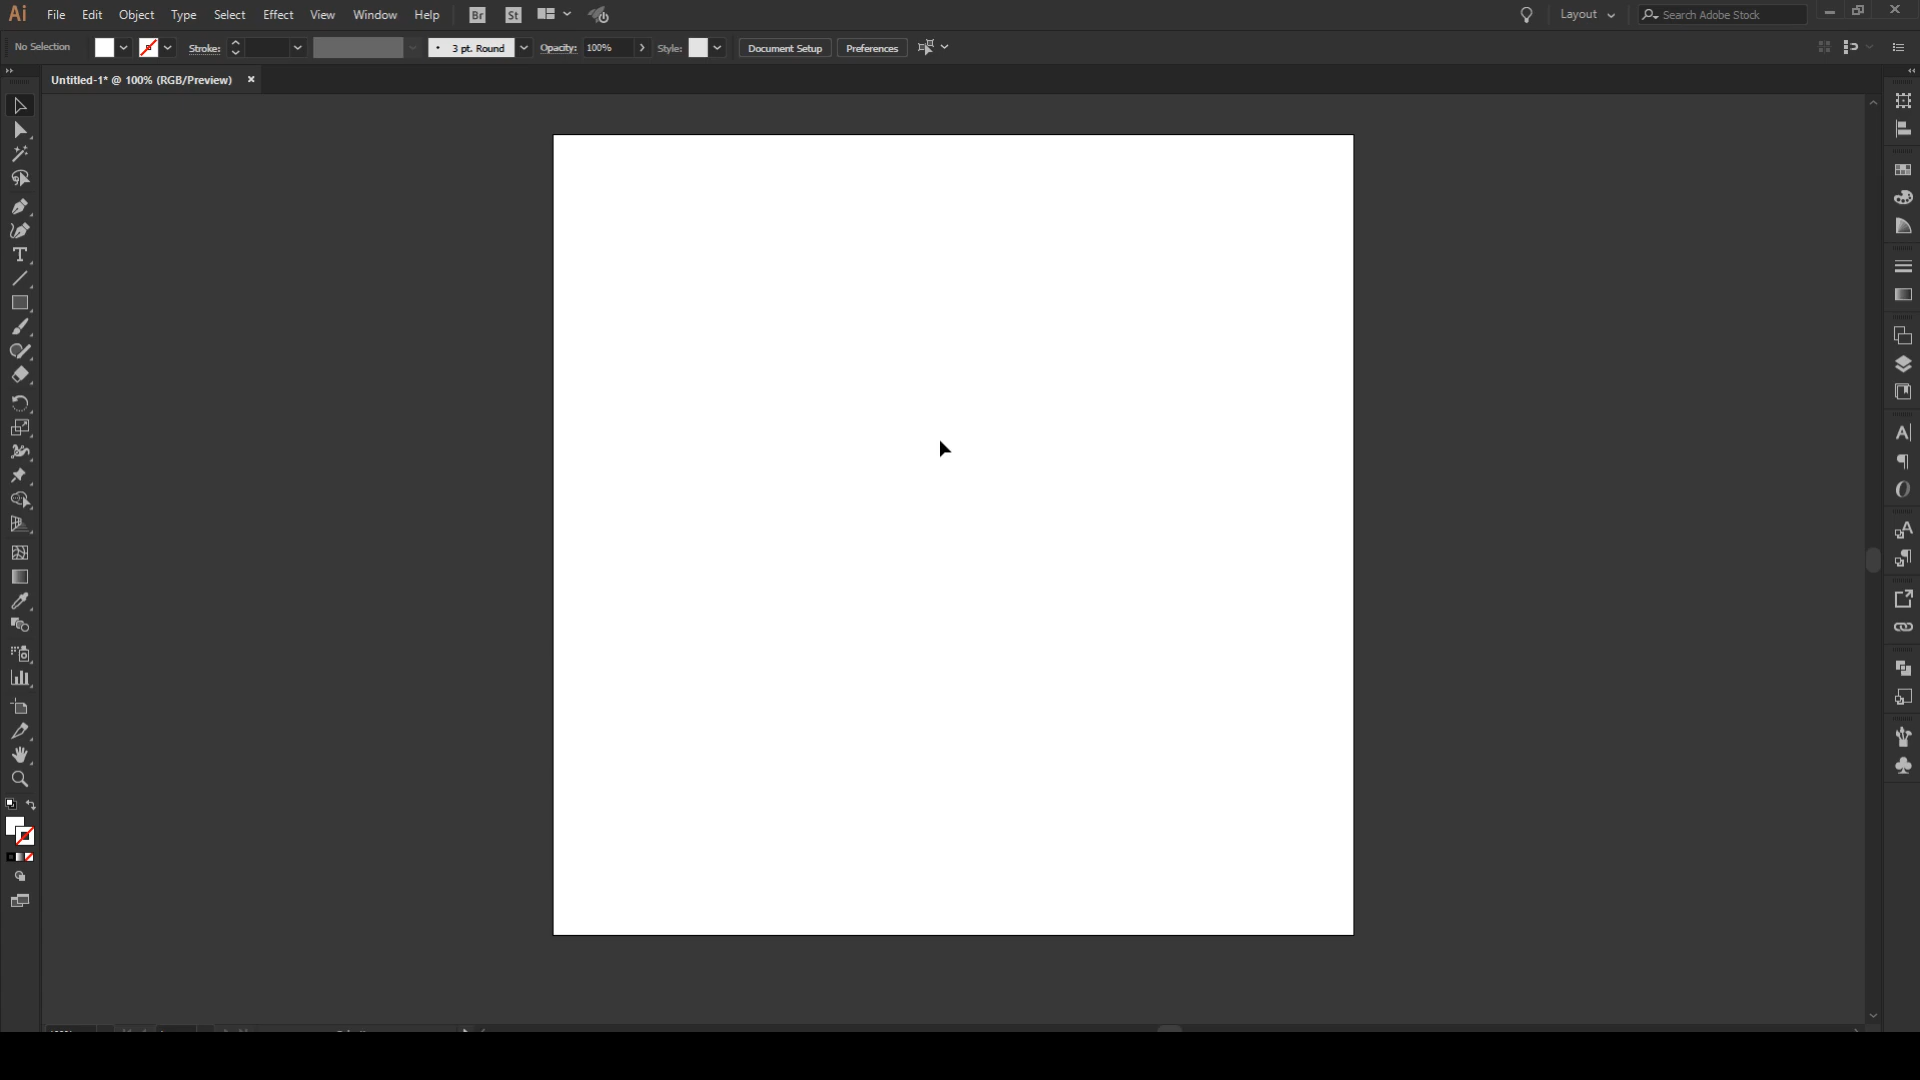 Ai File Edit Object Type Select Effect View Window Help Br St Layout Search Adobe Stock
No Selection Stroke: 3 pt. Round Opacity: 100% Style: Document Setup Preferences
Untitled-1* @ 100% (RGB/Preview)